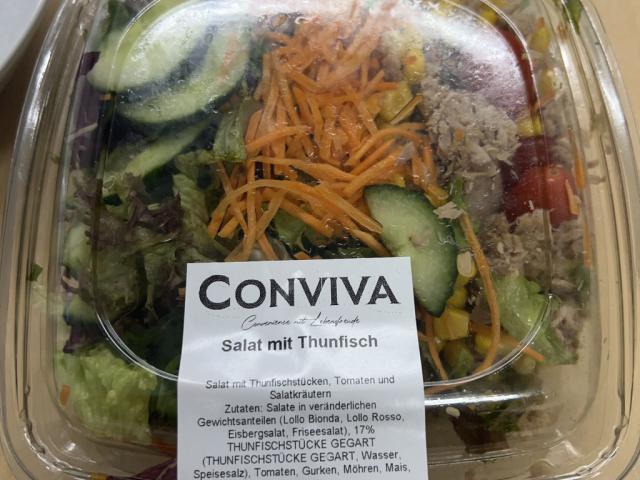 CONVIVA
Convenience mit Lebensfreude
Salat mit Thunfisch
Salat mit Thunfischstücken, Tomaten und
Salatkräutern
Zutaten: Salate in veränderlichen
Gewichtsanteilen (Lollo Bionda, Lollo Rosso,
Eisbergsalat, Friseesalat), 17%
THUNFISCHSTÜCKE GEGART
(THUNFISCHSTÜCKE GEGART, Wasser,
Speisesalz), Tomaten, Gurken, Möhren, Mais,